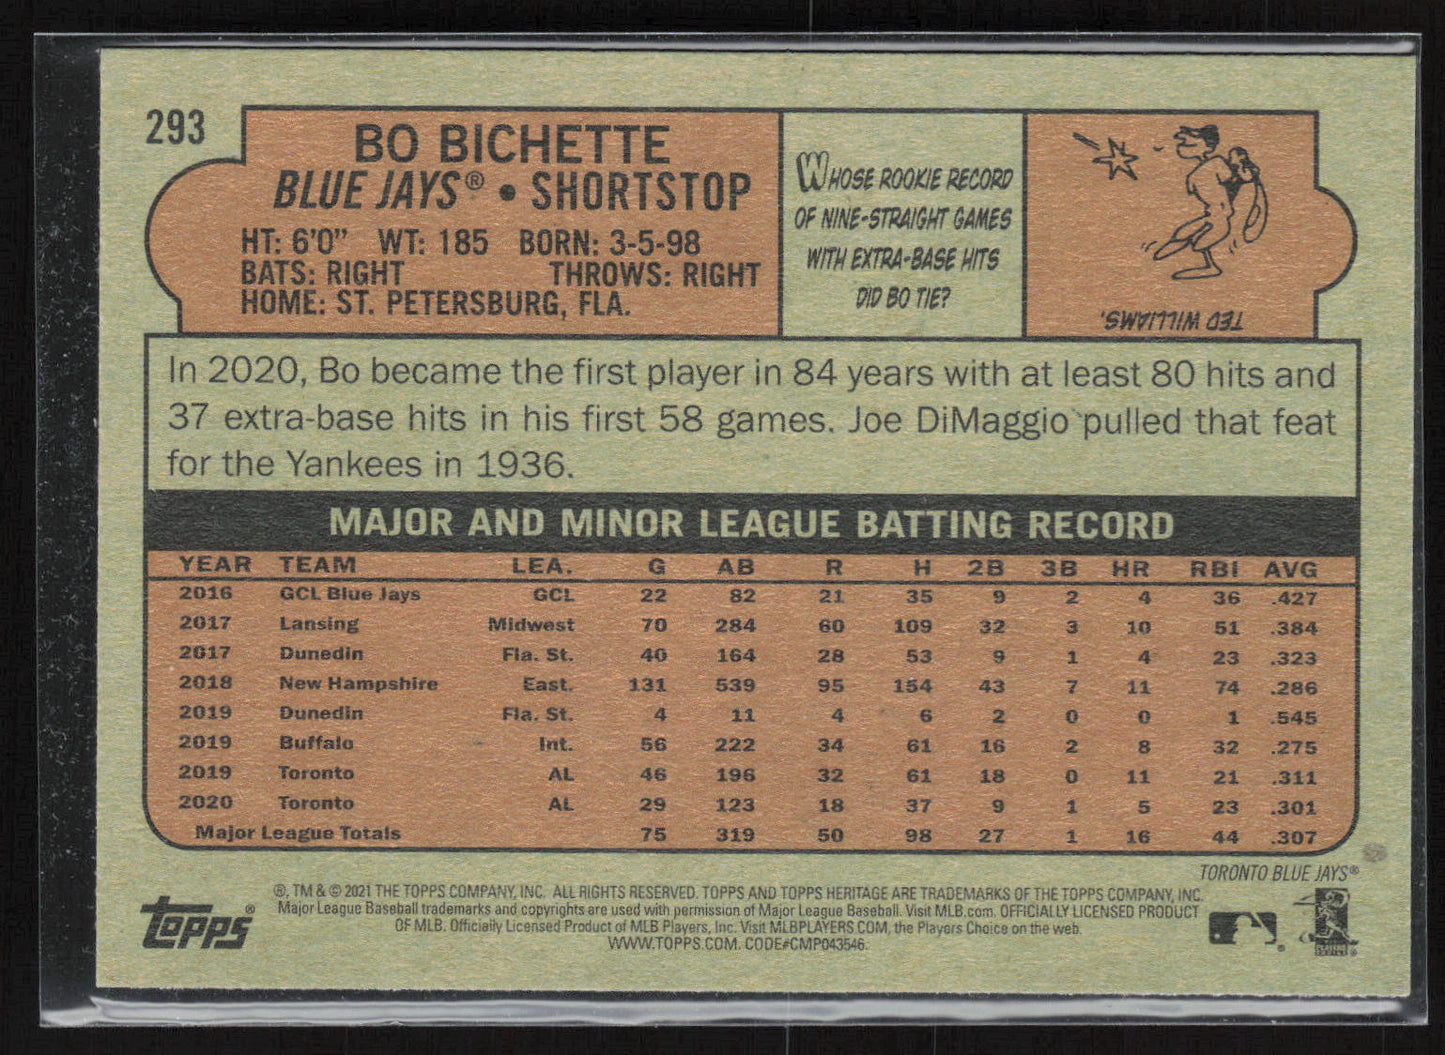 293
BO BICHETTE
BLUE JAYS® • SHORTSTOP
HT: 6'0" WT: 185 BORN: 3-5-98
BATS: RIGHT THROWS: RIGHT
HOME: ST. PETERSBURG, FLA.
WHOSE ROOKIE RECORD
OF NINE-STRAIGHT GAMES
WITH EXTRA-BASE HITS
DID BO TIE?
TED WILLIAMS'.
In 2020, Bo became the first player in 84 years with at least 80 hits and
37 extra-base hits in his first 58 games. Joe DiMaggio pulled that feat
for the Yankees in 1936.
MAJOR AND MINOR LEAGUE BATTING RECORD
YEAR TEAM LEA. G AB R H 2B 3B HR RBI AVG
2016 GCL Blue Jays GCL 22 82 21 35 9 2 4 36 .427
2017 Lansing Midwest 70 284 60 109 32 3 10 51 .384
2017 Dunedin Fla. St. 40 164 28 53 9 1 4 23 .323
2018 New Hampshire East. 131 539 95 154 43 7 11 74 .286
2019 Dunedin Fla. St. 4 11 4 6 2 0 0 1 .545
2019 Buffalo Int. 56 222 34 61 16 2 8 32 .275
2019 Toronto AL 46 196 32 61 18 0 11 21 .311
2020 Toronto AL 29 123 18 37 9 1 5 23 .301
Major League Totals 75 319 50 98 27 1 16 44 .307
TORONTO BLUE JAYS®
Topps®
®, TM & © 2021 THE TOPPS COMPANY, INC. ALL RIGHTS RESERVED. TOPPS AND TOPPS HERITAGE ARE TRADEMARKS OF THE TOPPS COMPANY, INC.
Major League Baseball trademarks and copyrights are used with permission of Major League Baseball. Visit MLB.com. OFFICIALLY LICENSED PRODUCT
OF MLB. Officially Licensed Product of MLB Players, Inc. Visit MLBPLAYERS.COM, the Players Choice on the web.
WWW.TOPPS.COM. CODE#CMP043546.